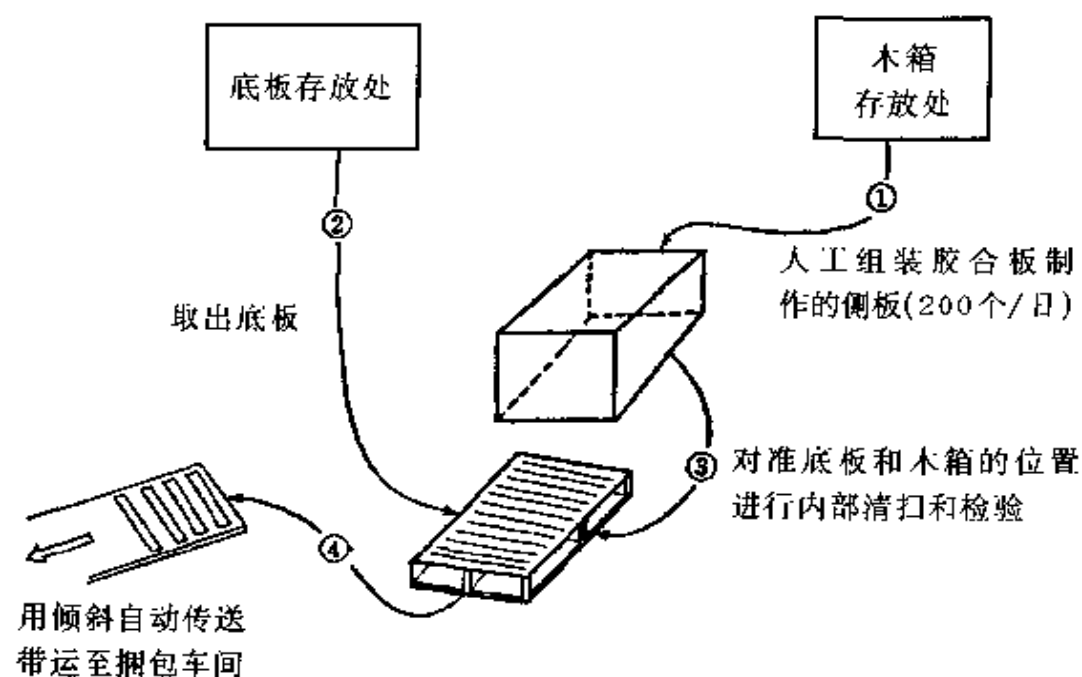 底板存放处
木箱
存放处
①
②
人工组装胶合板制
作的侧板(200个/日)
取出底板
③
对准底板和木箱的位置
进行内部清扫和检验
④
用倾斜自动传送
带运至捆包车间